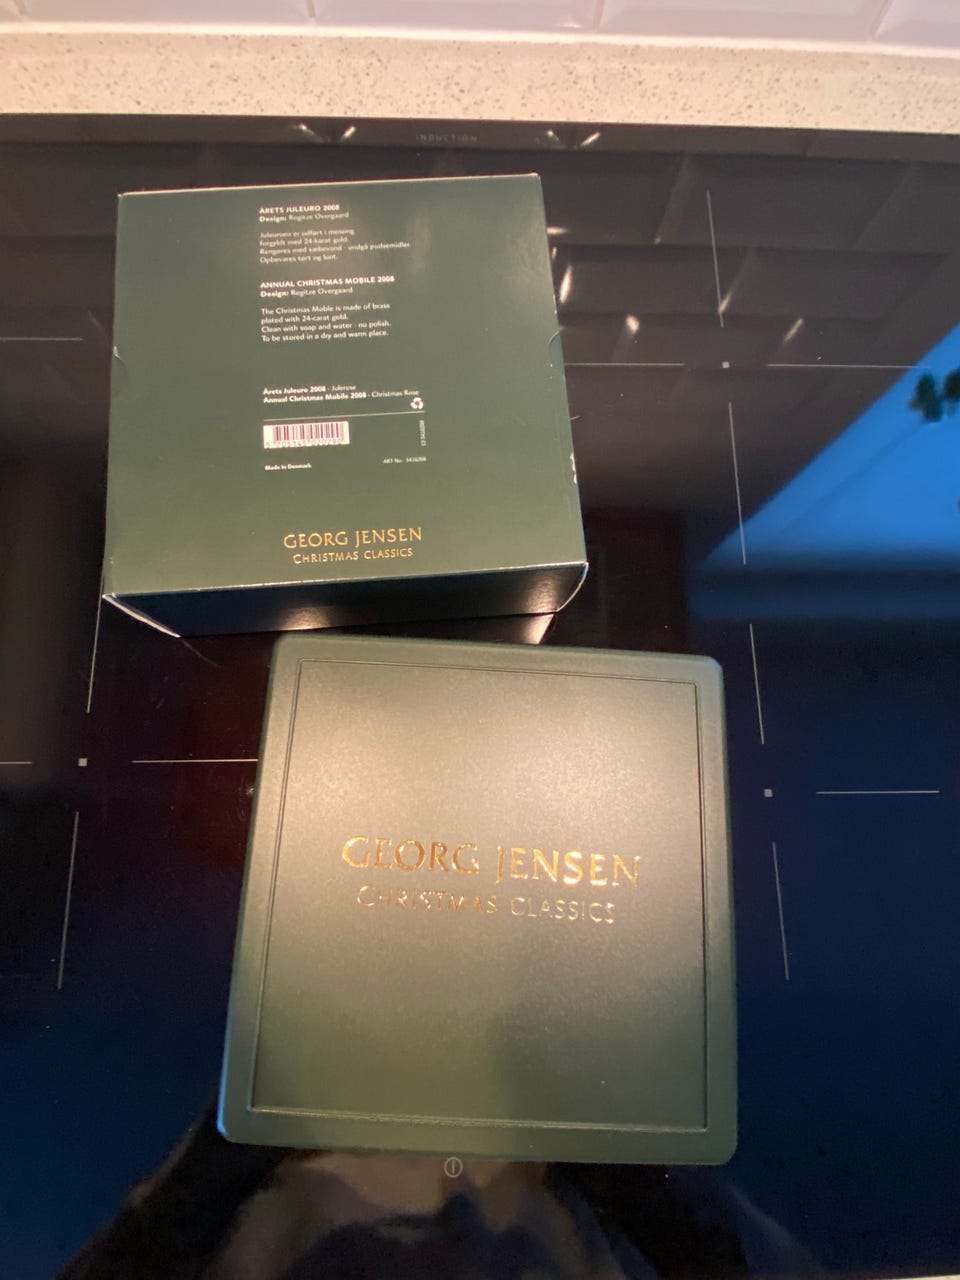 INDUCTION
ÅRETS JULEURO 2008
Design: Regitze Overgaard
Juleuroen er udført i messing
forgyldt med 24-karat guld.
Rengøres med sæbevand - undgå pudsemidler.
Opbevares tørt og lunt.
ANNUAL CHRISTMAS MOBILE 2008
Design: Regitze Overgaard
The Christmas Moble is made of brass
plated with 24-carat gold.
Clean with soap and water - no polish.
To be stored in a dry and warm place.
Årets Juleuro 2008 - Julerose
Annual Christmas Mobile 2008 - Christmas Rose
Made in Denmark
ART No. 3410208
GEORG JENSEN
CHRISTMAS CLASSICS
GEORG JENSEN
CHRISTMAS CLASSICS